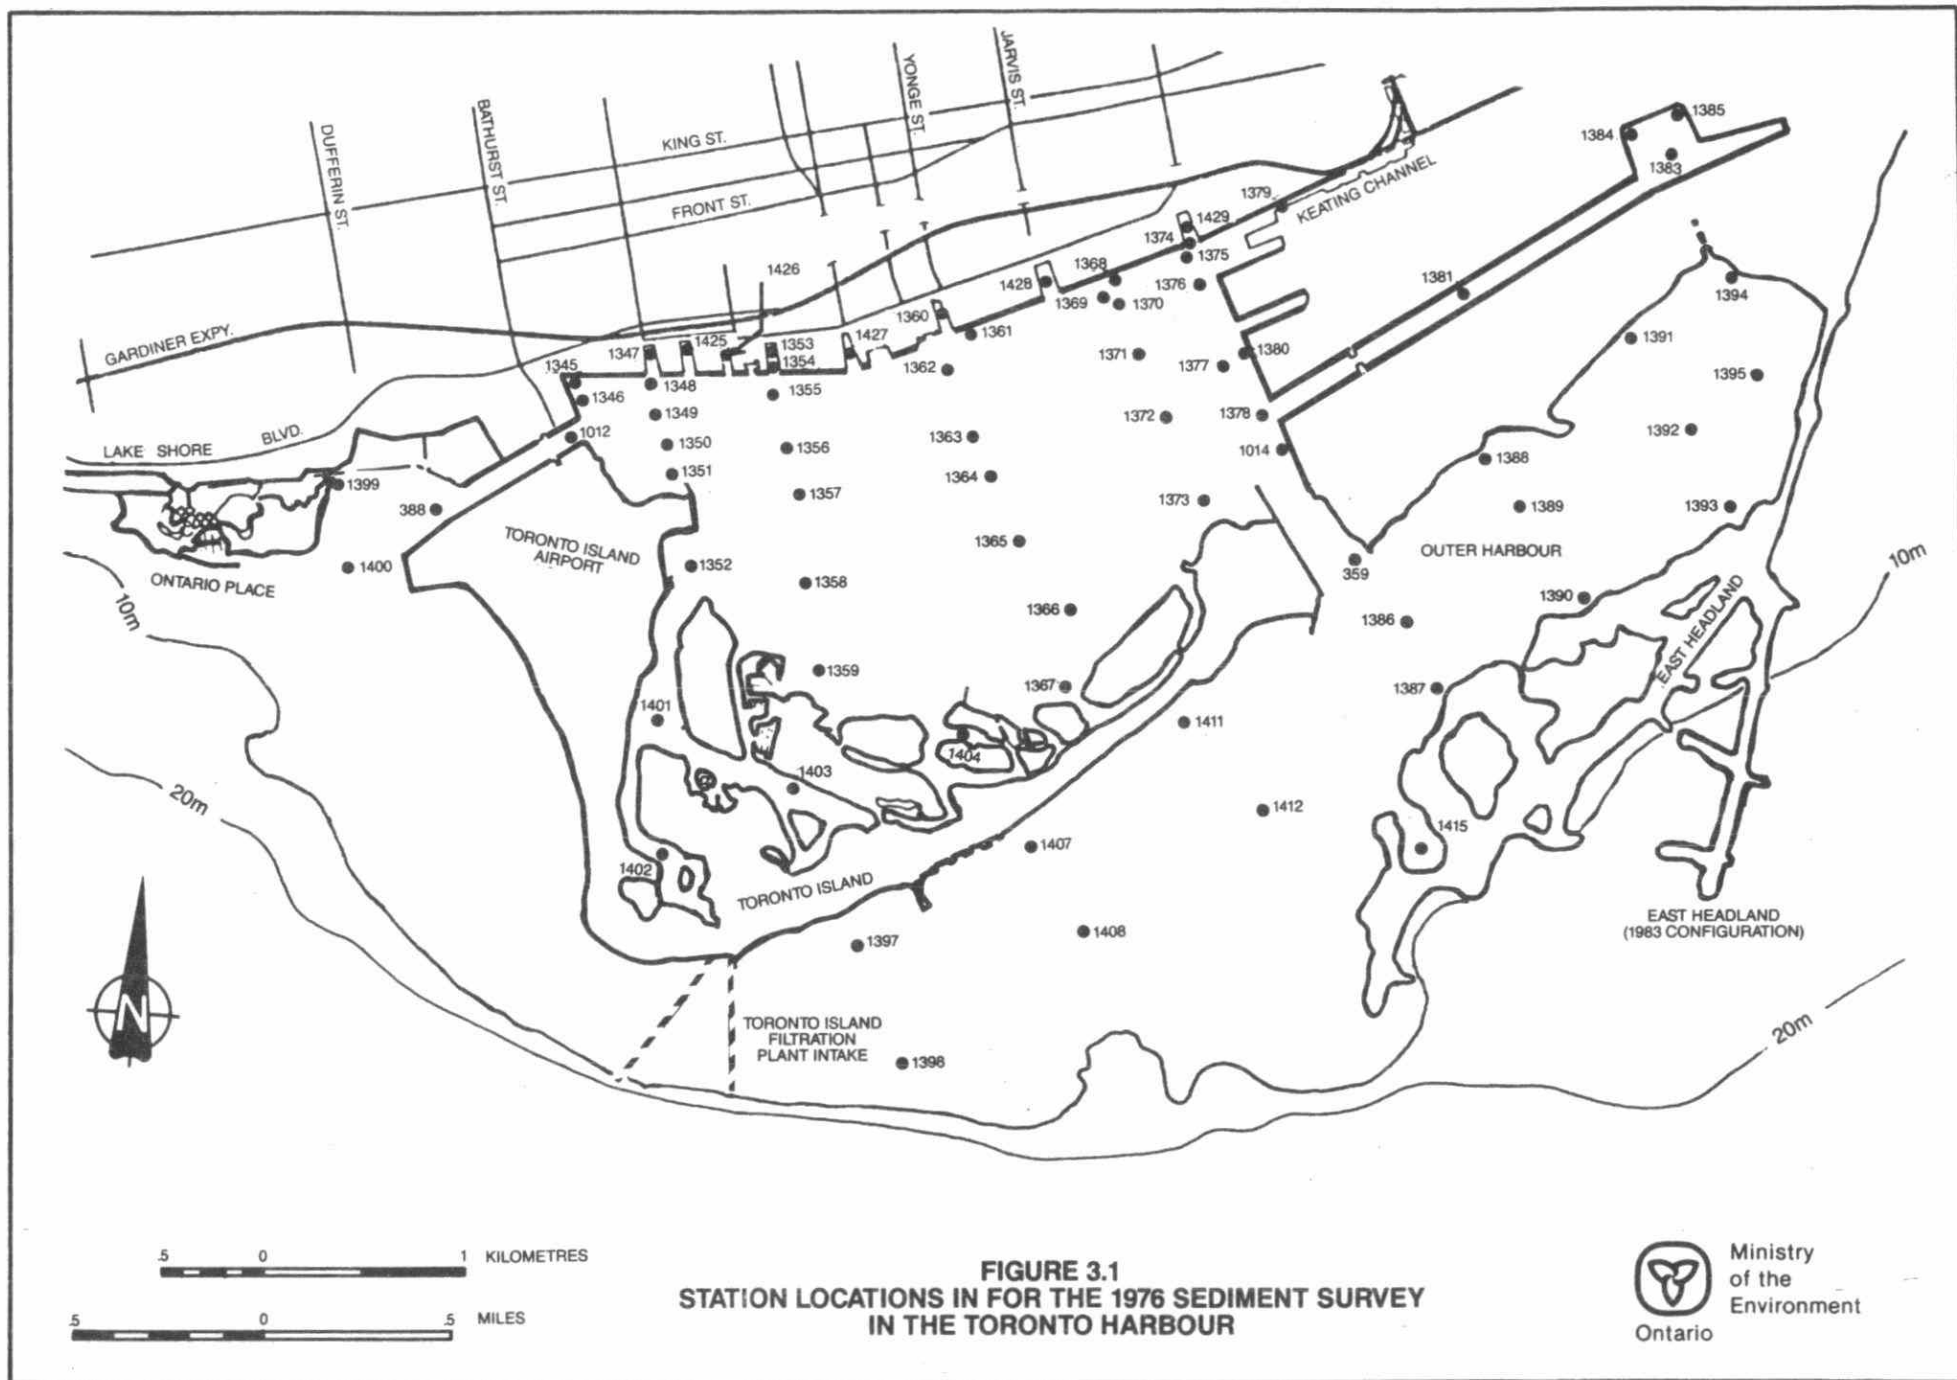 JARVIS ST.
YONGE ST.
BATHURST ST.
DUFFERIN ST.
KING ST.
FRONT ST.
GARDINER EXPY.
LAKE SHORE BLVD.
KEATING CHANNEL
1385
1384
1383
1379
1429
1374
1375
1426
1368
1428
1376
1381
1394
1369
1370
1360
1361
1427
1391
1425
1353
1347
1354
1371
1380
1345
1362
1377
1395
1348
1355
1346
1349
1372
1378
1012
1350
1356
1363
1014
1392
1388
1351
1364
1399
1357
1373
1389
1393
388
TORONTO ISLAND
AIRPORT
1365
OUTER HARBOUR
10m
1400
1352
359
ONTARIO PLACE
1358
1390
10m
1366
1386
EAST HEADLAND
1359
1367
1387
1401
1411
1404
1403
20m
1412
1415
1407
1402
TORONTO ISLAND
EAST HEADLAND
(1983 CONFIGURATION)
1397
1408
N
TORONTO ISLAND
FILTRATION
PLANT INTAKE
20m
1398
.5 0 1 KILOMETRES
.5 0 .5 MILES
FIGURE 3.1
STATION LOCATIONS IN FOR THE 1976 SEDIMENT SURVEY
IN THE TORONTO HARBOUR
Ministry
of the
Environment
Ontario